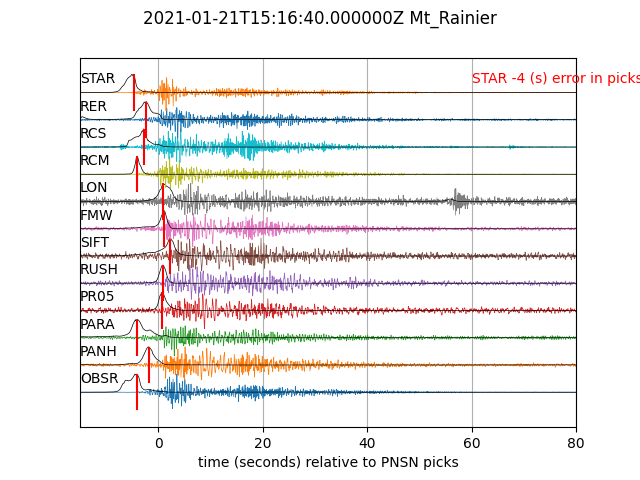 2021-01-21T15:16:40.000000Z Mt_Rainier
STAR
STAR -4 (s) error in picks
RER
RCS
RCM
LON
FMW
SIFT
RUSH
PR05
PARA
PANH
OBSR
0 20 40 60 80
time (seconds) relative to PNSN picks